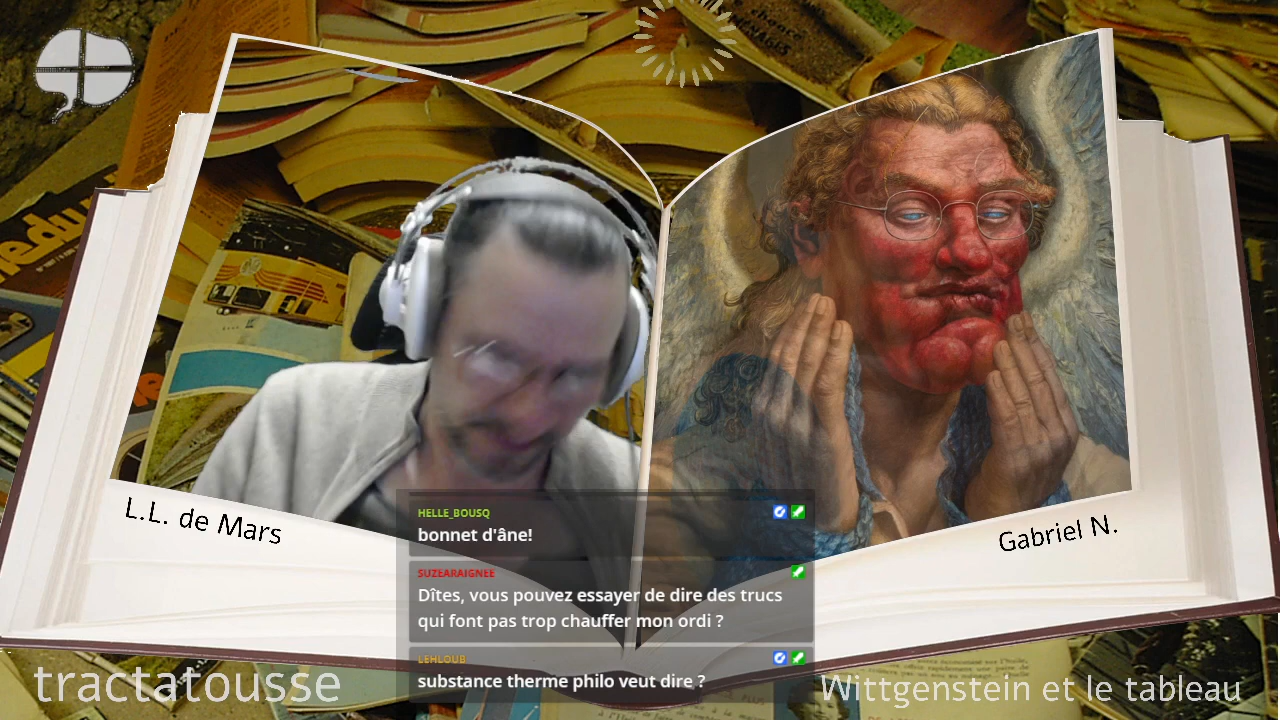 L.L. de Mars
Gabriel N.
HELLE_BOUSQ
bonnet d'âne!
SUZEARAIGNEE
Dîtes, vous pouvez essayer de dire des trucs
qui font pas trop chauffer mon ordi ?
LEHLOUB
substance therme philo veut dire ?
tractatousse
Wittgenstein et le tableau